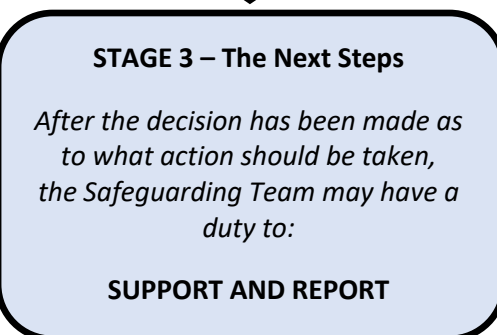 STAGE 3 – The Next Steps
After the decision has been made as
to what action should be taken,
the Safeguarding Team may have a
duty to:
SUPPORT AND REPORT